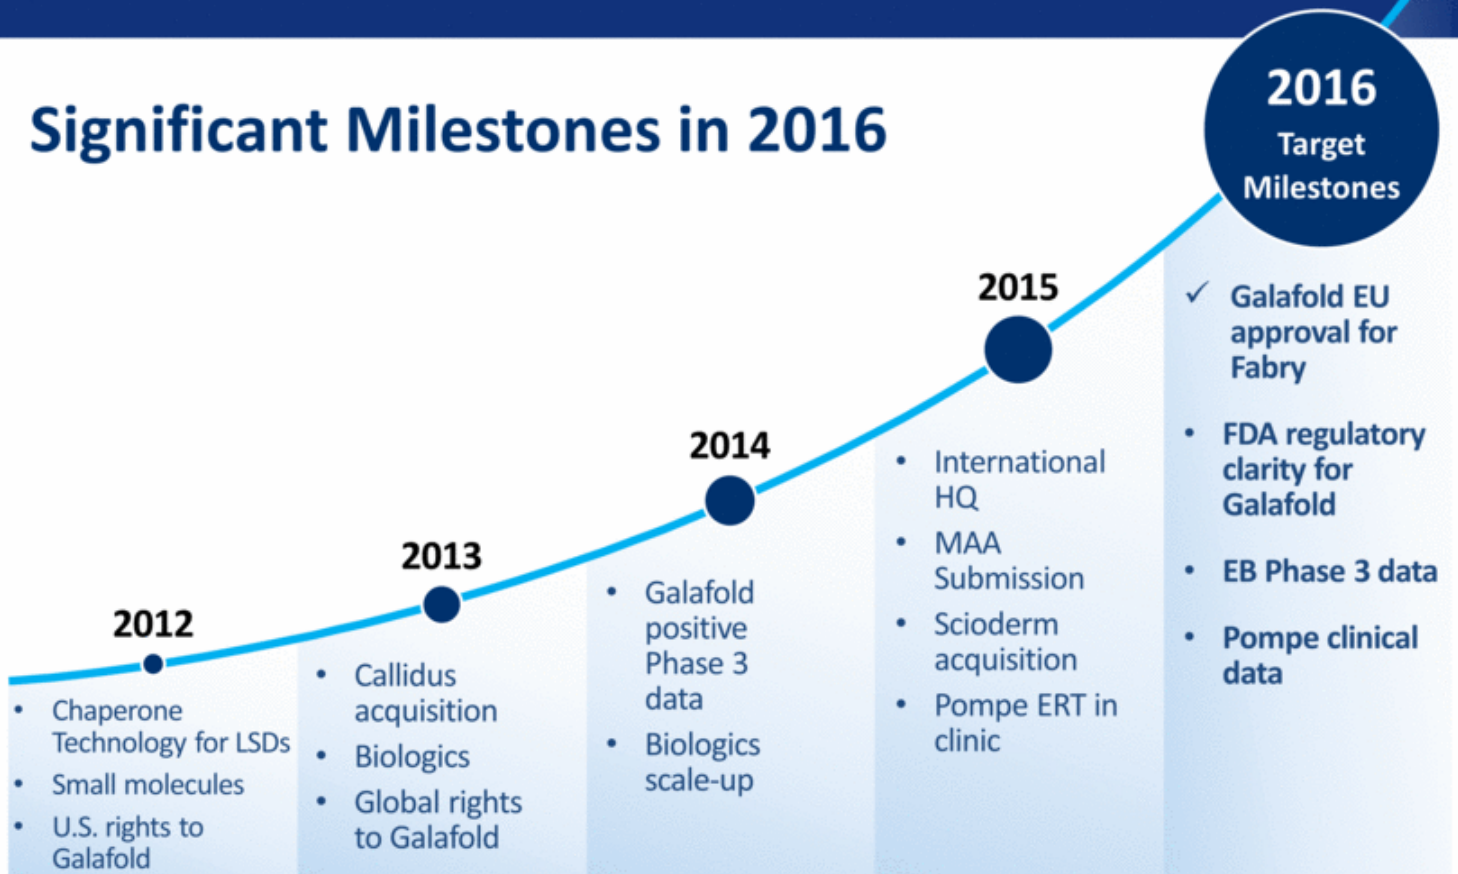 Significant Milestones in 2016
2012
• Chaperone
Technology for LSDs
• Small molecules
• U.S. rights to
Galafold
2013
• Callidus
acquisition
• Biologics
• Global rights
to Galafold
2014
• Galafold
positive
Phase 3
data
• Biologics
scale-up
2015
• International
HQ
• MAA
Submission
• Scioderm
acquisition
• Pompe ERT in
clinic
2016
Target
Milestones
✓ Galafold EU
approval for
Fabry
• FDA regulatory
clarity for
Galafold
• EB Phase 3 data
• Pompe clinical
data